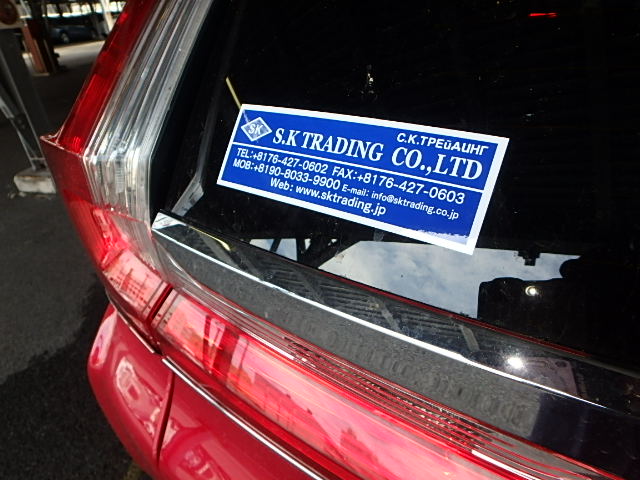 С.К.ТРЕйАЦНГ
SK S.K TRADING CO.,LTD
TEL:+8176-427-0602 FAX:+8176-427-0603
MOB:+8190-8033-9900 E-mail: info@sktrading.co.jp
Web: www.sktrading.jp